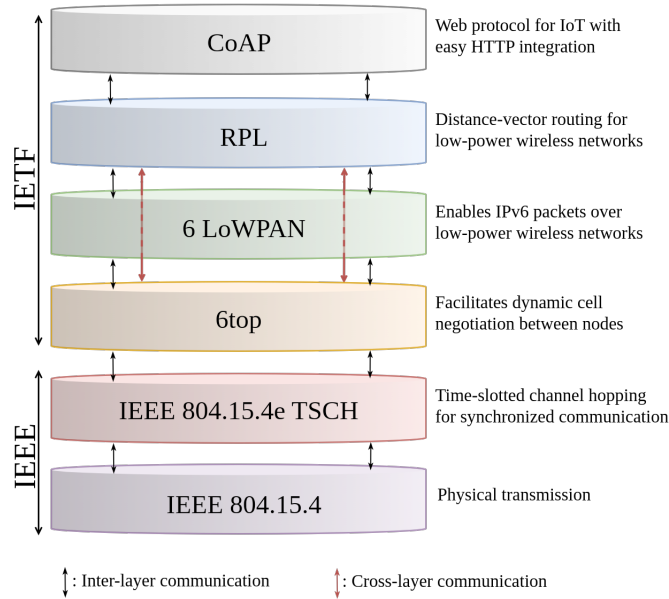 CoAP
Web protocol for IoT with
easy HTTP integration
RPL
Distance-vector routing for
low-power wireless networks
IETF
6 LoWPAN
Enables IPv6 packets over
low-power wireless networks
6top
Facilitates dynamic cell
negotiation between nodes
IEEE 804.15.4e TSCH
Time-slotted channel hopping
for synchronized communication
IEEE
IEEE 804.15.4
Physical transmission
: Inter-layer communication
: Cross-layer communication